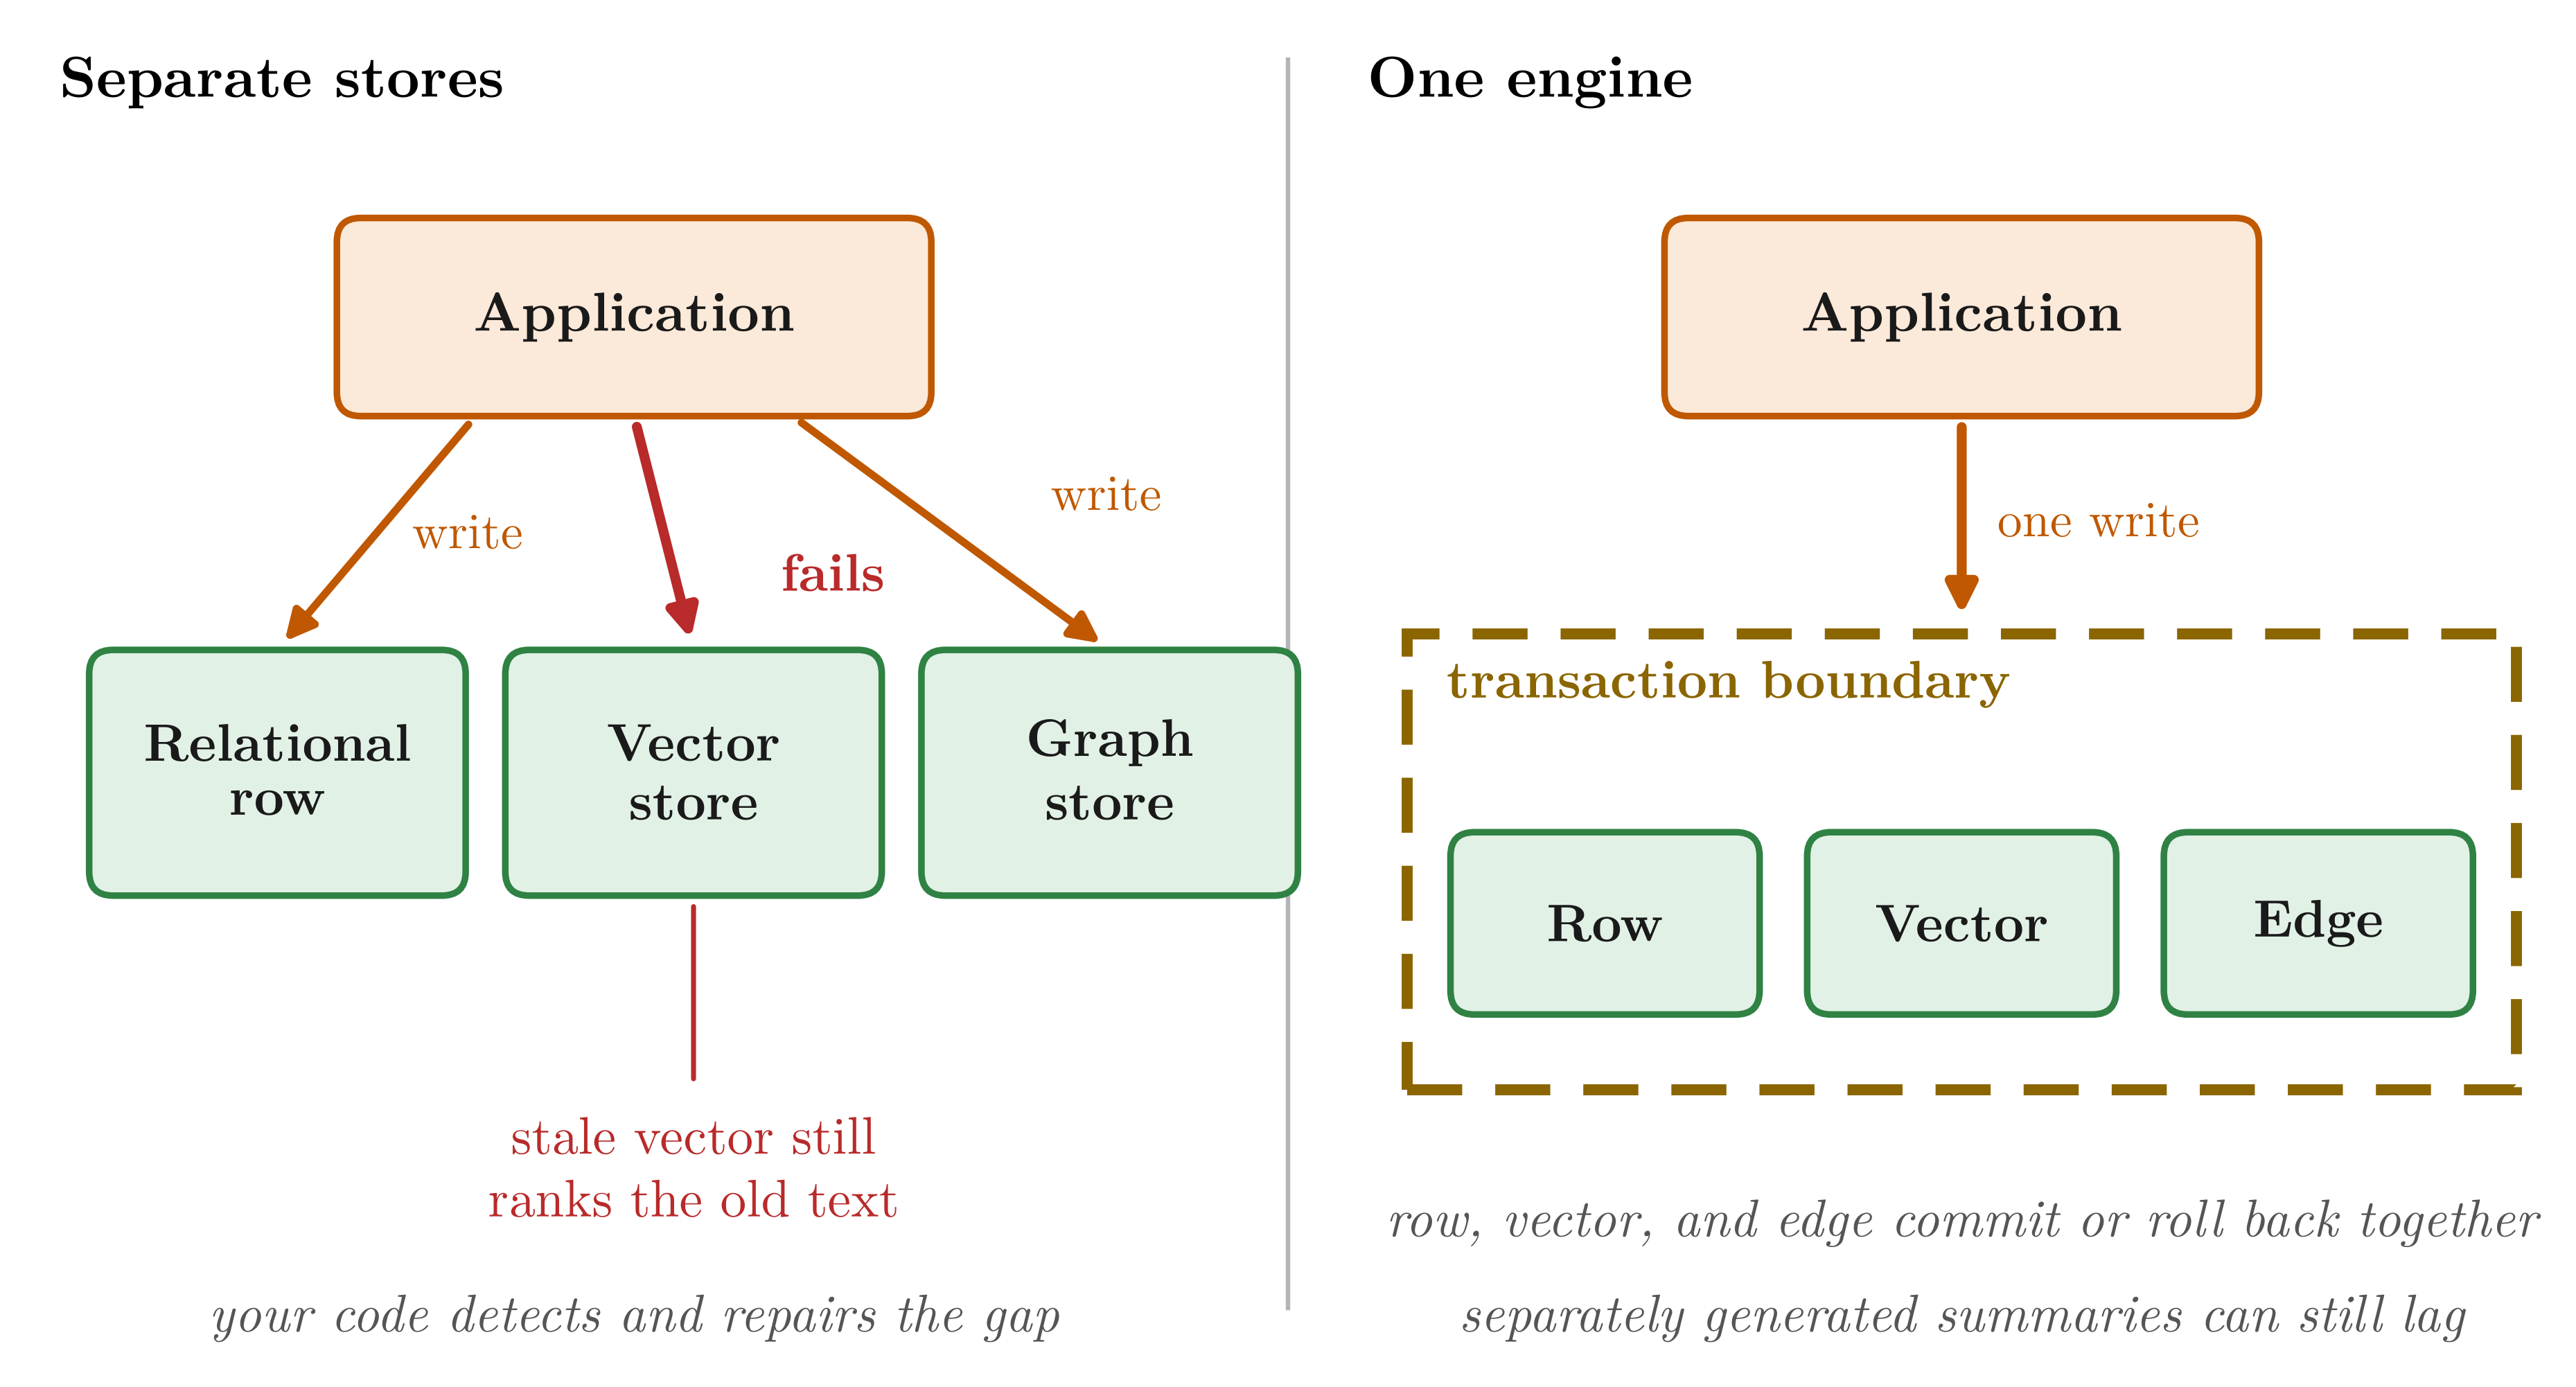 Separate stores
Application
write
fails
write
Relational
row
Vector
store
Graph
store
stale vector still
ranks the old text
your code detects and repairs the gap
One engine
Application
one write
transaction boundary
Row
Vector
Edge
row, vector, and edge commit or roll back together
separately generated summaries can still lag